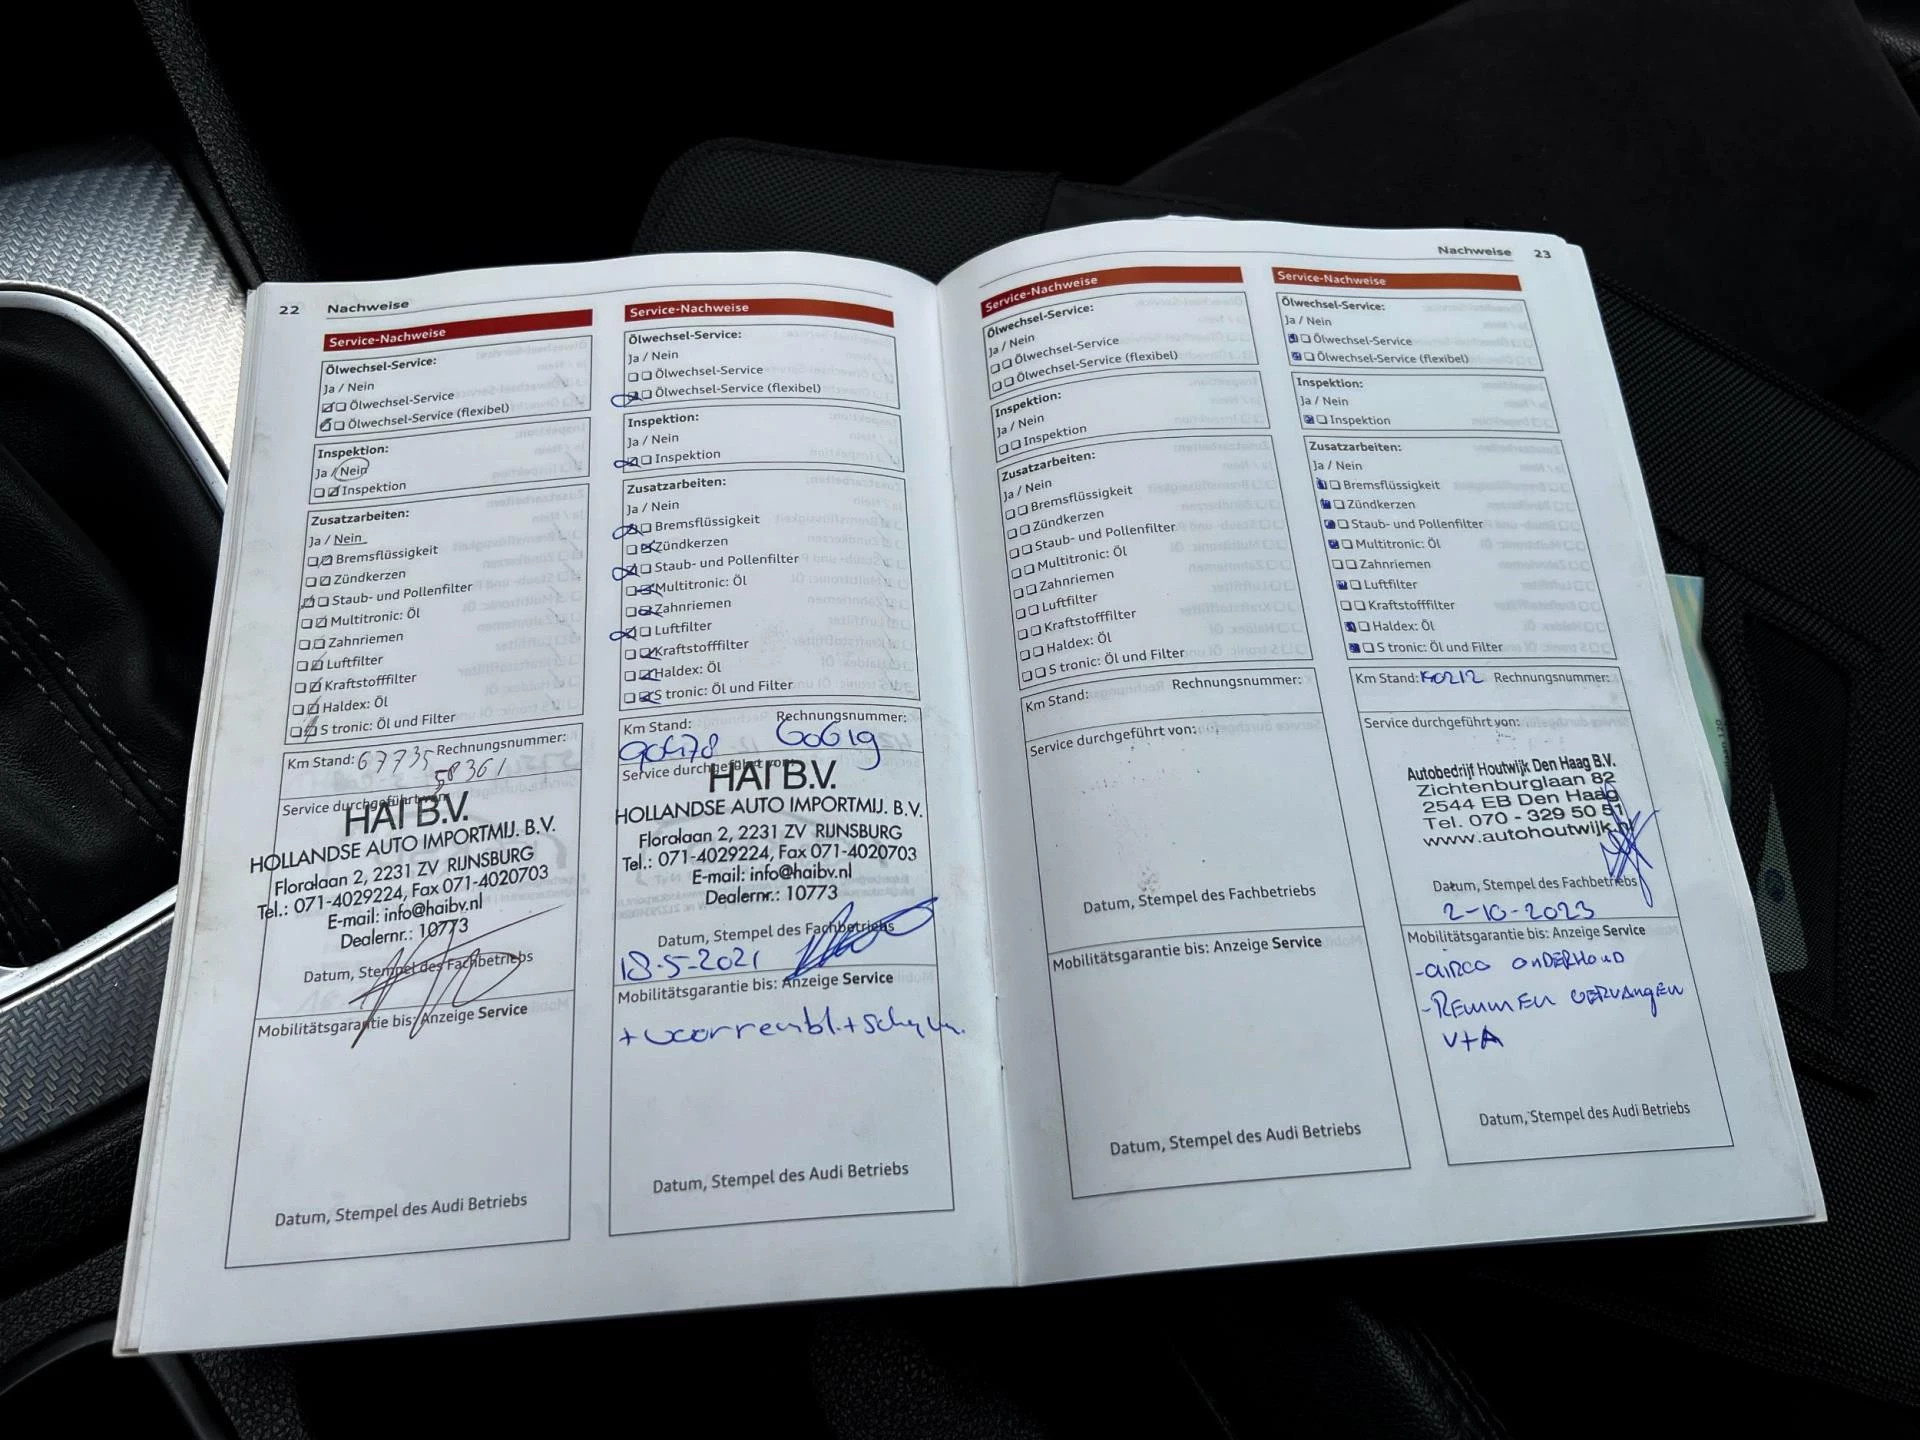 22 Nachweise
Service-Nachweise
Ölwechsel-Service:
Ja / Nein
Ölwechsel-Service
Ölwechsel-Service (flexibel)
Inspektion:
Ja / Nein
Inspektion
Zusatzarbeiten:
Ja / Nein
Bremsflüssigkeit
Zündkerzen
Staub- und Pollenfilter
Multitronic: Öl
Zahnriemen
Luftfilter
Kraftstofffilter
Haldex: Öl
S tronic: Öl und Filter
Km Stand: 67735 Rechnungsnummer:
58361
Service durchgeführt von:
HAI B.V.
HOLLANDSE AUTO IMPORTMIJ. B.V.
Floralaan 2, 2231 ZV RIJNSBURG
Tel.: 071-4029224, Fax 071-4020703
E-mail: info@haibv.nl
Dealernr.: 10773
Datum, Stempel des Fachbetriebs
Mobilitätsgarantie bis: Anzeige Service
Datum, Stempel des Audi Betriebs
Service-Nachweise
Ölwechsel-Service:
Ja / Nein
Ölwechsel-Service
Ölwechsel-Service (flexibel)
Inspektion:
Ja / Nein
Inspektion
Zusatzarbeiten:
Ja / Nein
Bremsflüssigkeit
Zündkerzen
Staub- und Pollenfilter
Multitronic: Öl
Zahnriemen
Luftfilter
Kraftstofffilter
Haldex: Öl
S tronic: Öl und Filter
Km Stand: Rechnungsnummer:
60619
Service durchgeführt von:
HAI B.V.
HOLLANDSE AUTO IMPORTMIJ. B.V.
Floralaan 2, 2231 ZV RIJNSBURG
Tel.: 071-4029224, Fax 071-4020703
E-mail: info@haibv.nl
Dealernr.: 10773
Datum, Stempel des Fachbetriebs
18-5-2021
Mobilitätsgarantie bis: Anzeige Service
Datum, Stempel des Audi Betriebs
Nachweise 23
Service-Nachweise
Ölwechsel-Service:
Ja / Nein
Ölwechsel-Service
Ölwechsel-Service (flexibel)
Inspektion:
Ja / Nein
Inspektion
Zusatzarbeiten:
Ja / Nein
Bremsflüssigkeit
Zündkerzen
Staub- und Pollenfilter
Multitronic: Öl
Zahnriemen
Luftfilter
Kraftstofffilter
Haldex: Öl
S tronic: Öl und Filter
Km Stand: Rechnungsnummer:
Service durchgeführt von:
Datum, Stempel des Fachbetriebs
Mobilitätsgarantie bis: Anzeige Service
Datum, Stempel des Audi Betriebs
Service-Nachweise
Ölwechsel-Service:
Ja / Nein
Ölwechsel-Service
Ölwechsel-Service (flexibel)
Inspektion:
Ja / Nein
Inspektion
Zusatzarbeiten:
Ja / Nein
Bremsflüssigkeit
Zündkerzen
Staub- und Pollenfilter
Multitronic: Öl
Zahnriemen
Luftfilter
Kraftstofffilter
Haldex: Öl
S tronic: Öl und Filter
Km Stand: Rechnungsnummer:
Service durchgeführt von:
Autobedrijf Houtwijk Den Haag B.V.
Zichtenburglaan 82
2544 EB Den Haag
Tel. 070 - 329 50 51
www.autohoutwijk.nl
Datum, Stempel des Fachbetriebs
2-10-2023
Mobilitätsgarantie bis: Anzeige Service
-airco onderhoud
-Remmen vervangen
V+A
Datum, Stempel des Audi Betriebs